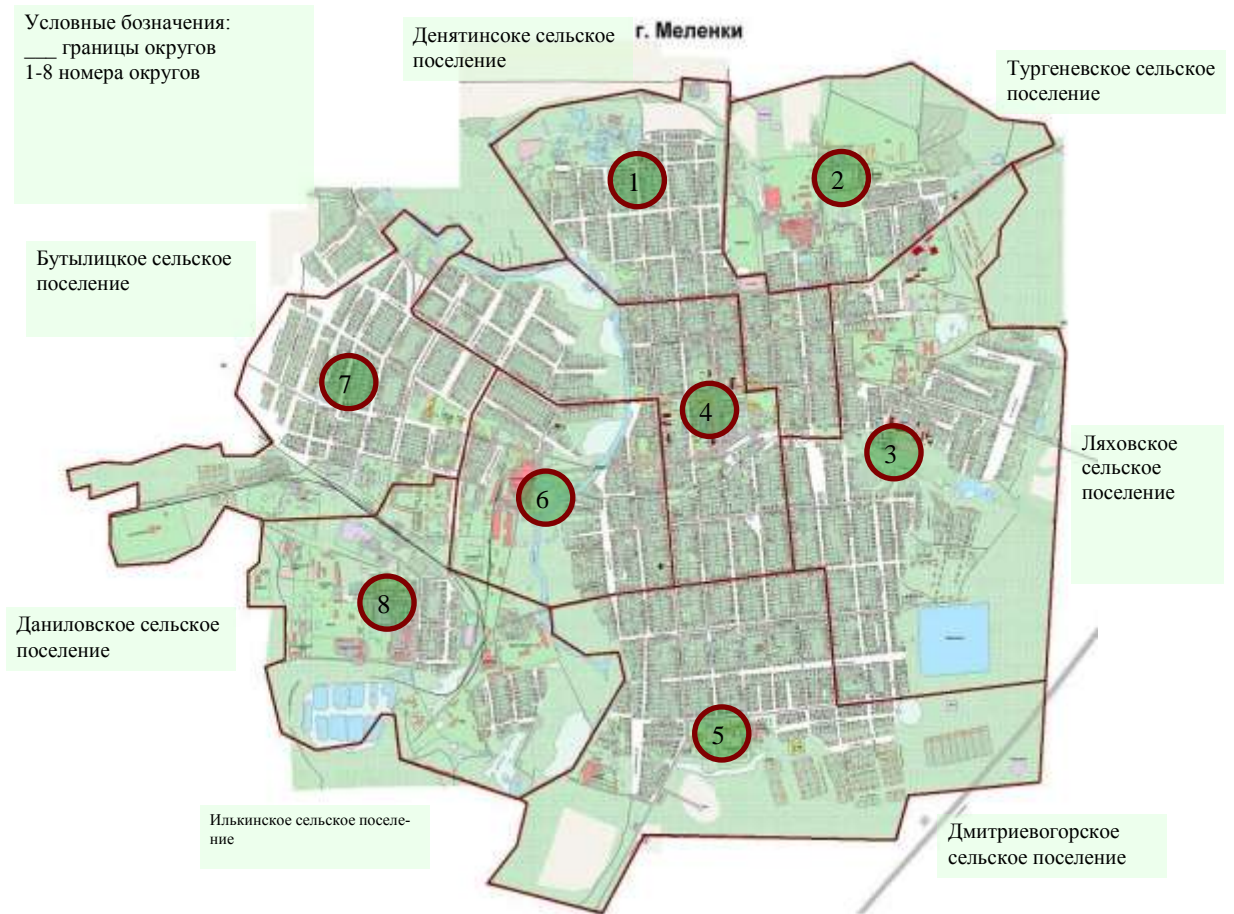 Условные бозначения:
___ границы округов
1-8 номера округов
Денятинсоке сельское
поселение
г. Меленки
Тургеневское сельское
поселение
1
2
Бутылицкое сельское
поселение
7
4
3
Ляховское
сельское
поселение
6
8
Даниловское сельское
поселение
5
Илькинское сельское поселе-
ние
Дмитриевогорское
сельское поселение